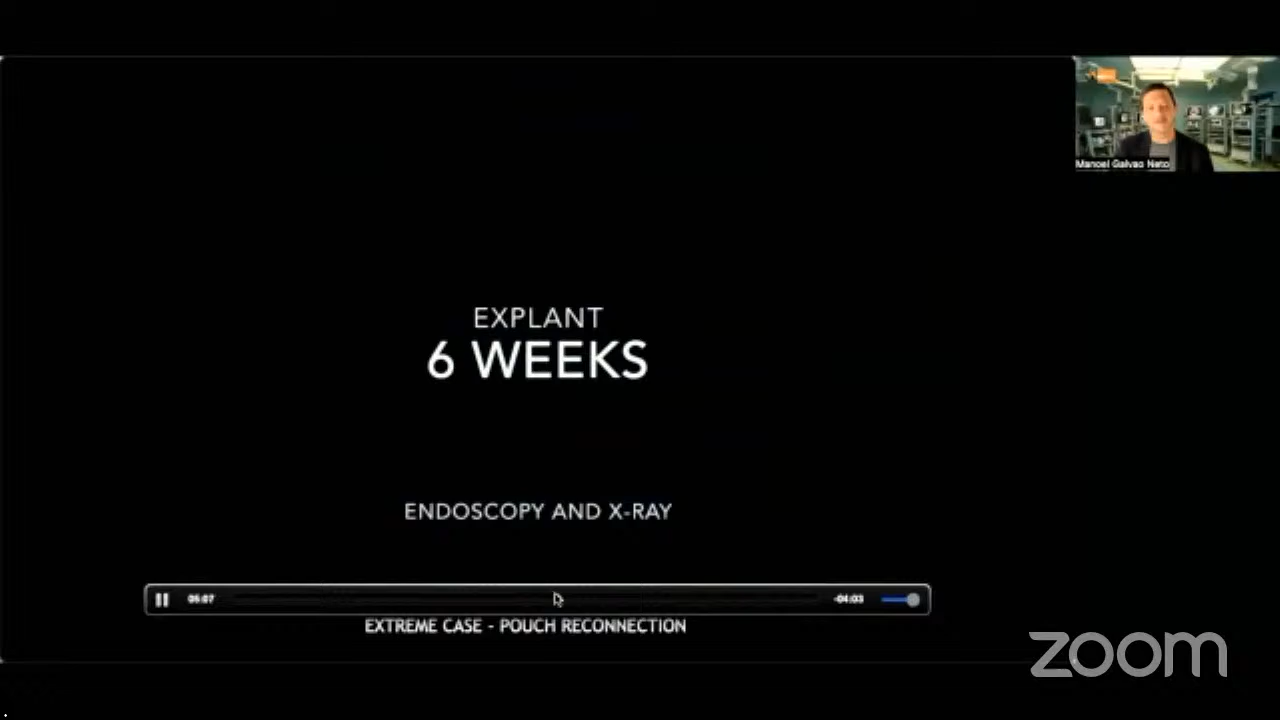 Manoel Galvao Neto
EXPLANT
6 WEEKS
ENDOSCOPY AND X-RAY
05:07
-04:03
EXTREME CASE - POUCH RECONNECTION
zoom